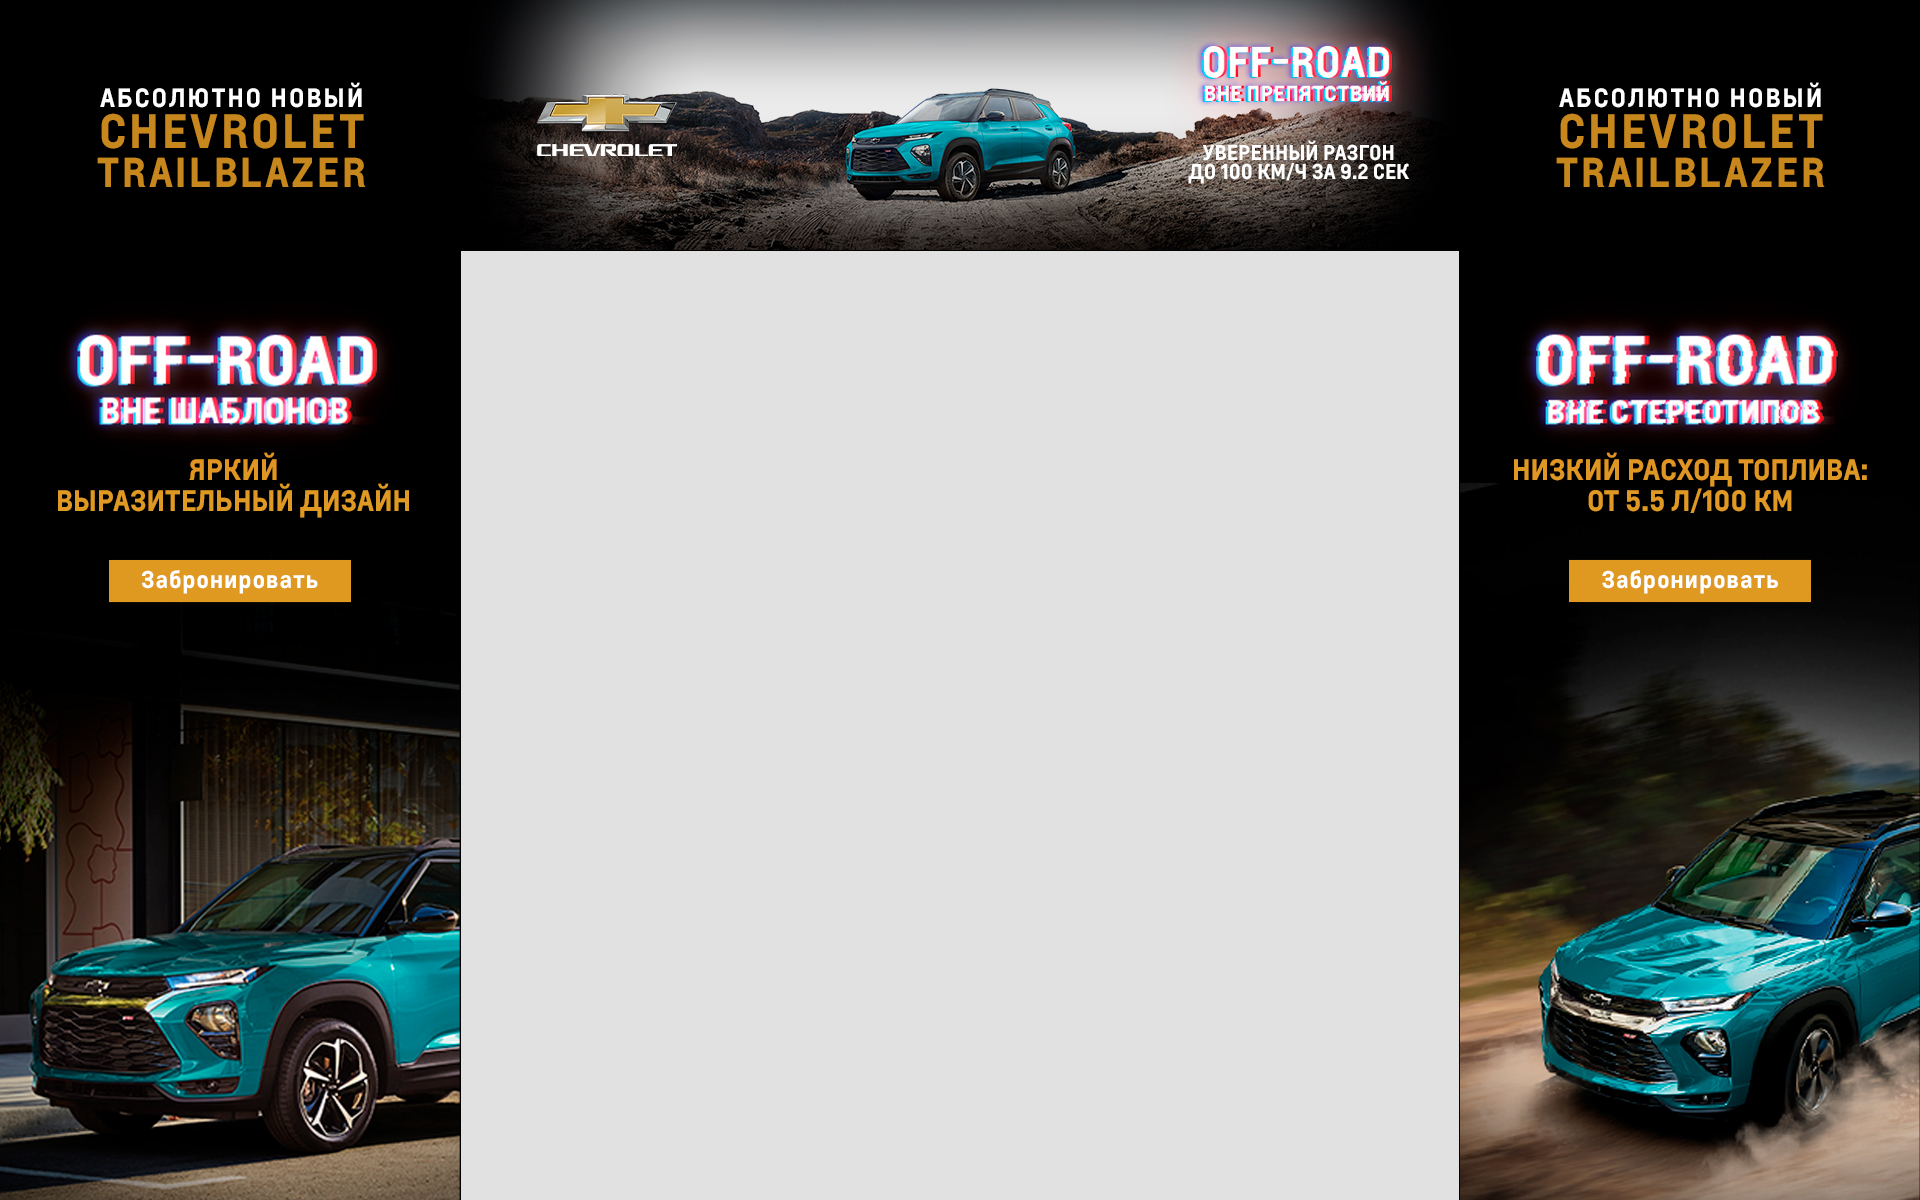 АБСОЛЮТНО НОВЫЙ
CHEVROLET
TRAILBLAZER
OFF-ROAD
ВНЕ ШАБЛОНОВ
ЯРКИЙ
ВЫРАЗИТЕЛЬНЫЙ ДИЗАЙН
Забронировать
CHEVROLET
OFF-ROAD
ВНЕ ПРЕПЯТСТВИЙ
УВЕРЕННЫЙ РАЗГОН
ДО 100 КМ/Ч ЗА 9.2 СЕК
АБСОЛЮТНО НОВЫЙ
CHEVROLET
TRAILBLAZER
OFF-ROAD
ВНЕ СТЕРЕОТИПОВ
НИЗКИЙ РАСХОД ТОПЛИВА:
ОТ 5.5 Л/100 КМ
Забронировать